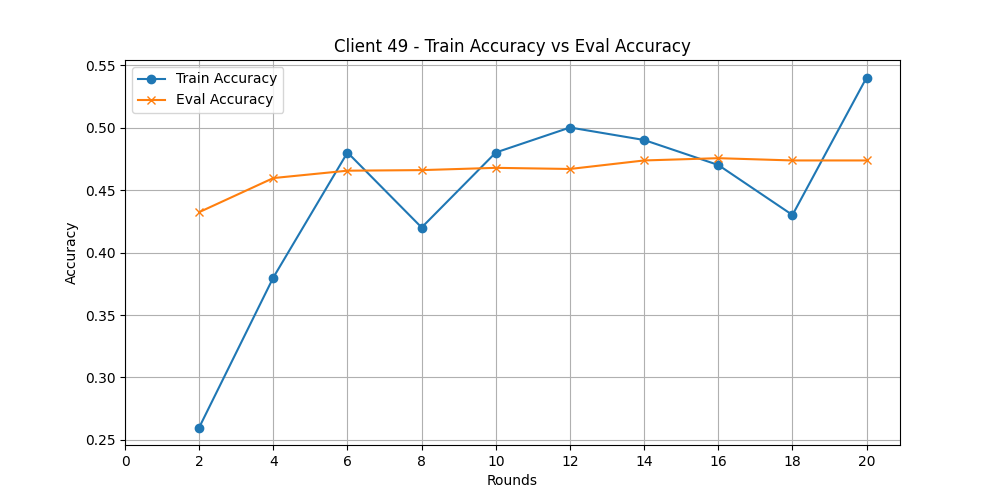 Client 49 - Train Accuracy vs Eval Accuracy
Train Accuracy
Eval Accuracy
0.55
0.50
0.45
0.40
0.35
0.30
0.25
Accuracy
0 2 4 6 8 10 12 14 16 18 20
Rounds